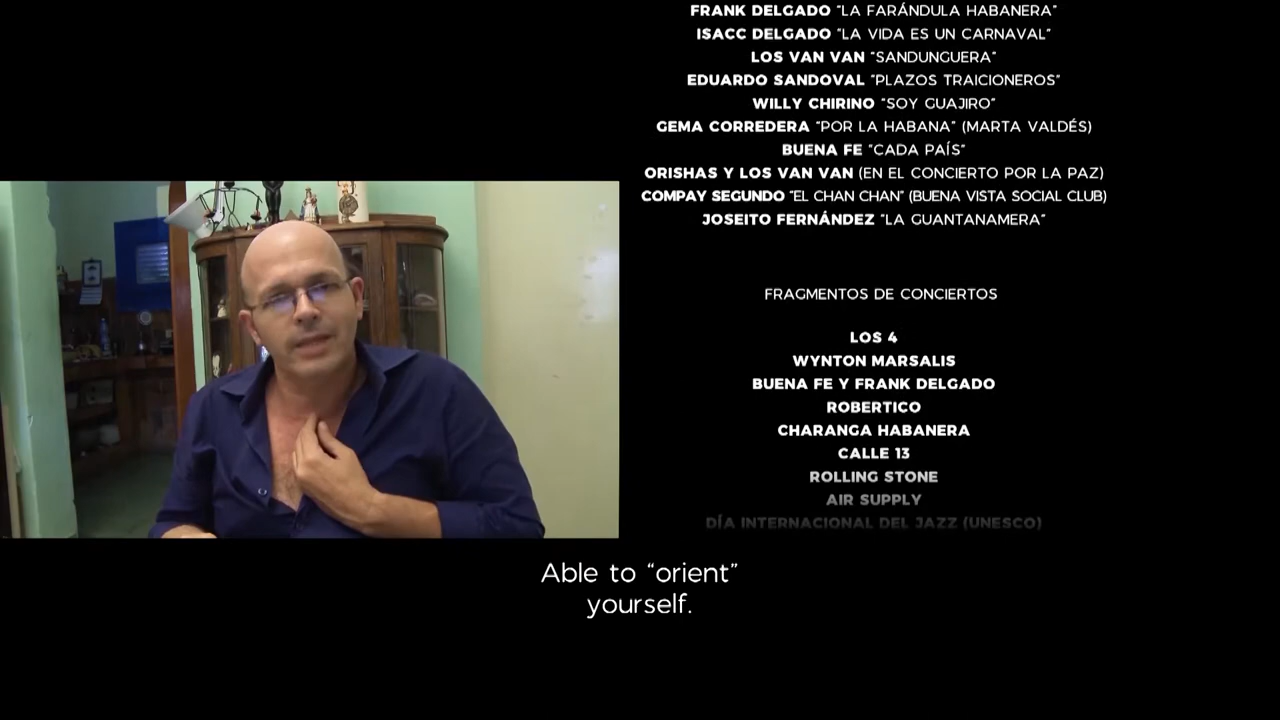 FRANK DELGADO "LA FARÁNDULA HABANERA"
ISACC DELGADO "LA VIDA ES UN CARNAVAL"
LOS VAN VAN "SANDUNGUERA"
EDUARDO SANDOVAL "PLAZOS TRAICIONEROS"
WILLY CHIRINO "SOY GUAJIRO"
GEMA CORREDERA "POR LA HABANA" (MARTA VALDÉS)
BUENA FE "CADA PAÍS"
ORISHAS Y LOS VAN VAN (EN EL CONCIERTO POR LA PAZ)
COMPAY SEGUNDO "EL CHAN CHAN" (BUENA VISTA SOCIAL CLUB)
JOSEITO FERNÁNDEZ "LA GUANTANAMERA"
FRAGMENTOS DE CONCIERTOS
LOS 4
WYNTON MARSALIS
BUENA FE Y FRANK DELGADO
ROBERTICO
CHARANGA HABANERA
CALLE 13
ROLLING STONE
AIR SUPPLY
DÍA INTERNACIONAL DEL JAZZ (UNESCO)
Able to “orient”
yourself.